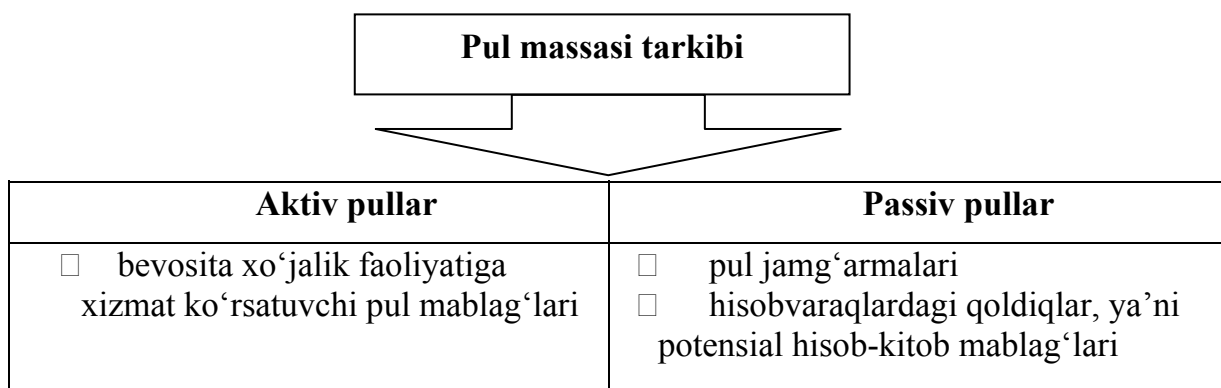 Pul massasi tarkibi
Aktiv pullar
Passiv pullar
□ bevosita xo‘jalik faoliyatiga
xizmat ko‘rsatuvchi pul mablag‘lari
□ pul jamg‘armalari
□ hisobvaraqlardagi qoldiqlar, ya’ni
potensial hisob-kitob mablag‘lari